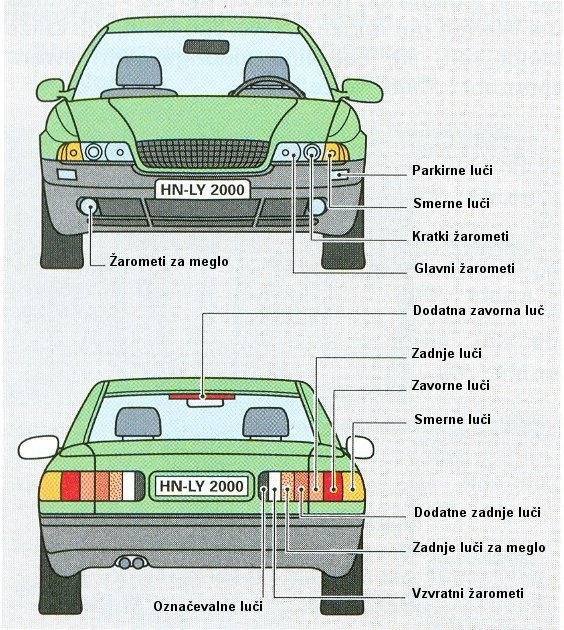 Parkirne luči
HN-LY 2000
Smerne luči
Kratki žarometi
Žarometi za meglo
Glavni žarometi
Dodatna zavorna luč
Zadnje luči
Zavorne luči
Smerne luči
HN-LY 2000
Dodatne zadnje luči
Zadnje luči za meglo
Vzvratni žarometi
Označevalne luči